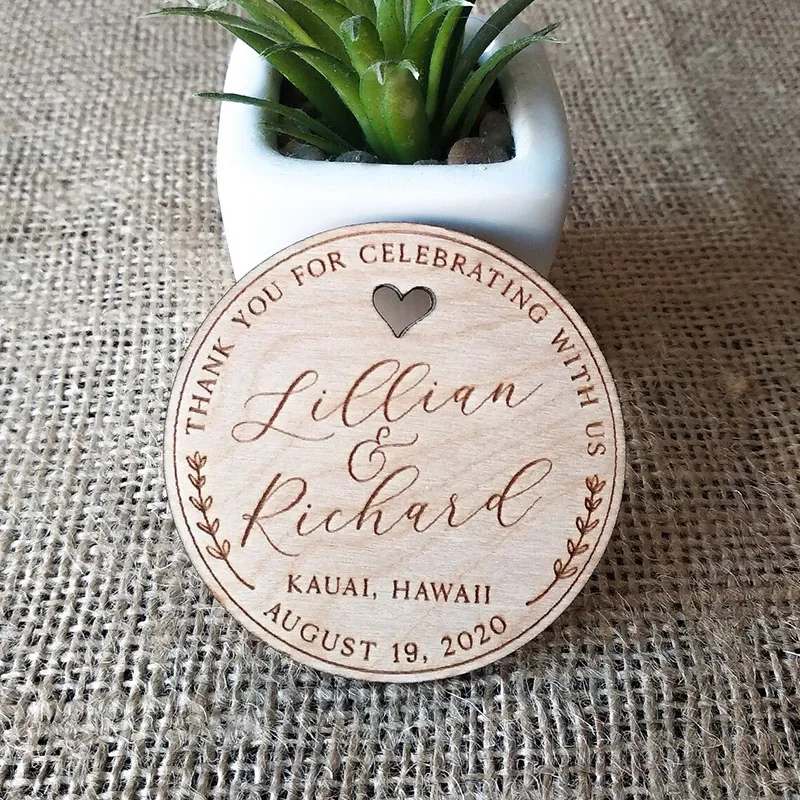 THANK YOU FOR CELEBRATING WITH US
Lillian
&
Richard
KAUAI, HAWAII
AUGUST 19, 2020